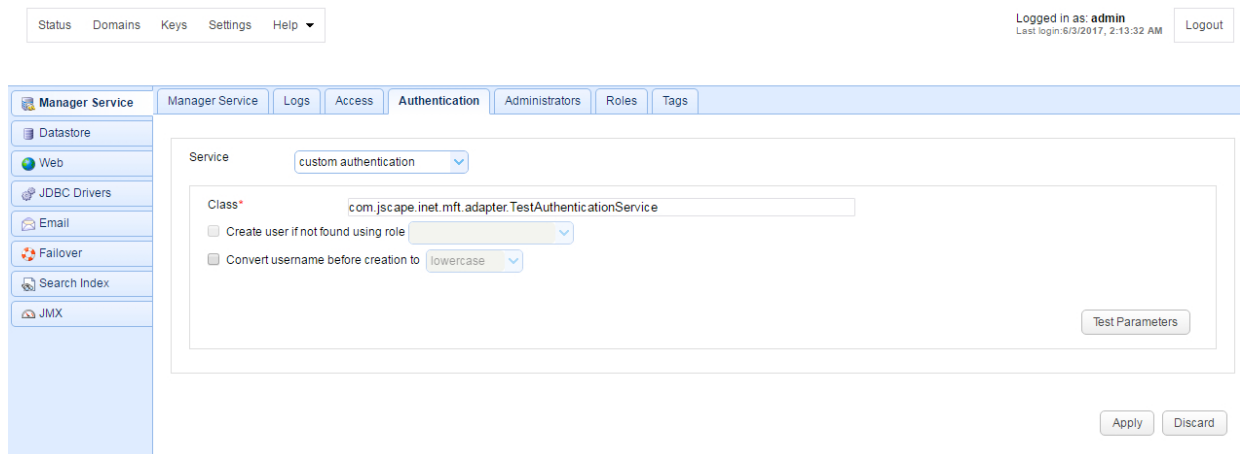 Status Domains Keys Settings Help
Logged in as: admin
Last login:6/3/2017, 2:13:32 AM
Logout
Manager Service
Datastore
Web
JDBC Drivers
Email
Failover
Search Index
JMX
Manager Service Logs Access Authentication Administrators Roles Tags
Service custom authentication
Class* com.jscape.inet.mft.adapter.TestAuthenticationService
Create user if not found using role
Convert username before creation to lowercase
Test Parameters
Apply Discard